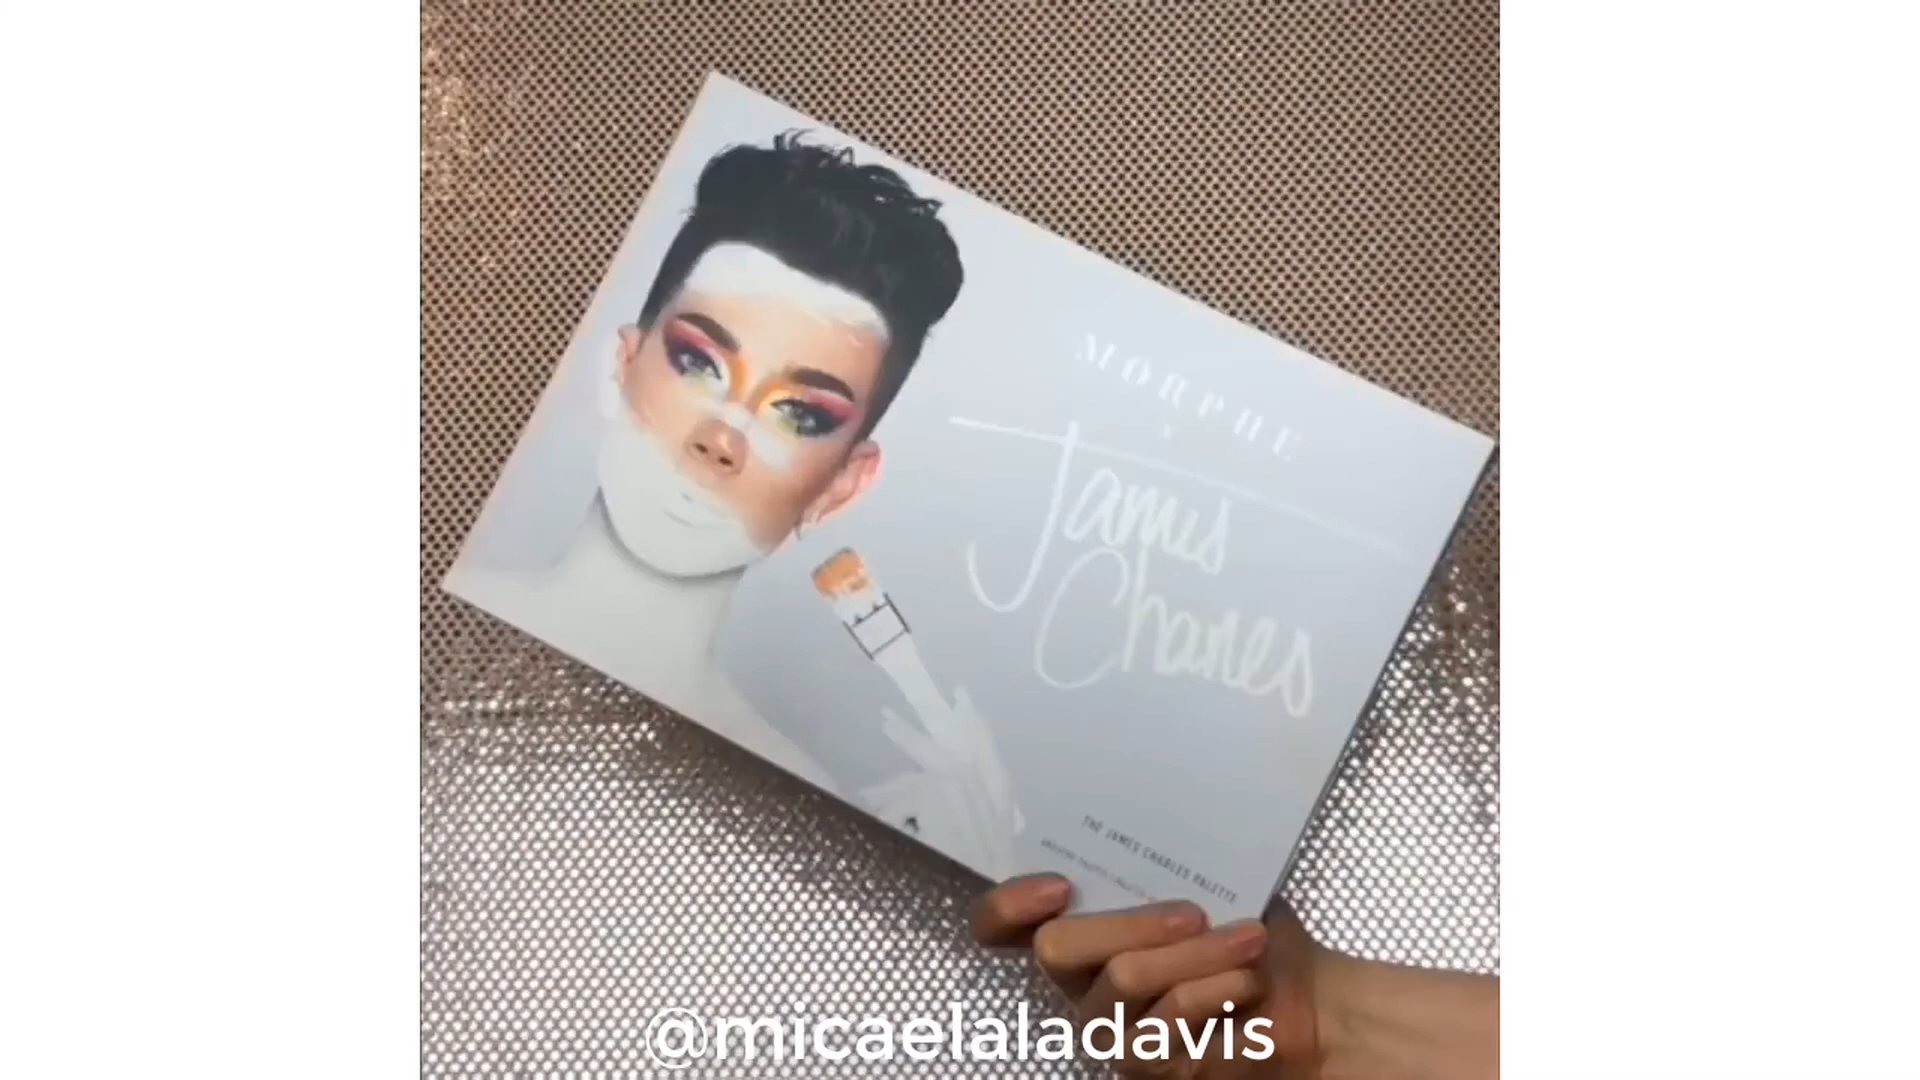 MORPHE
X
James
Charles
THE JAMES CHARLES PALETTE
@micaelaladavis